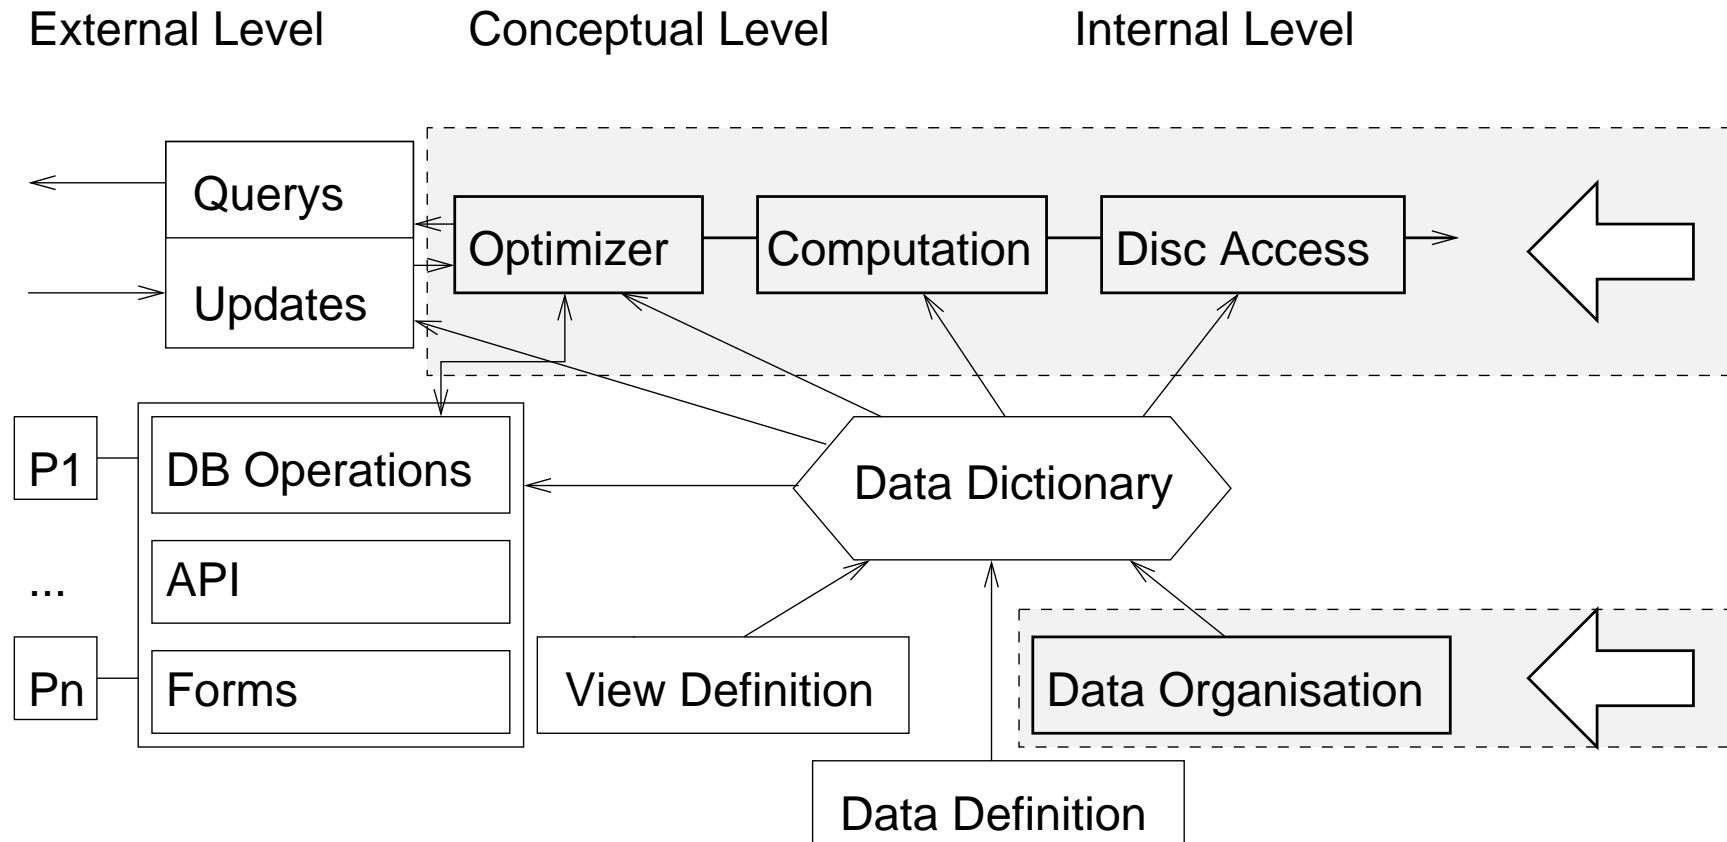 External Level
Conceptual Level
Internal Level
Querys
Updates
Optimizer
Computation
Disc Access
P1
DB Operations
Data Dictionary
...
API
Pn
Forms
View Definition
Data Organisation
Data Definition